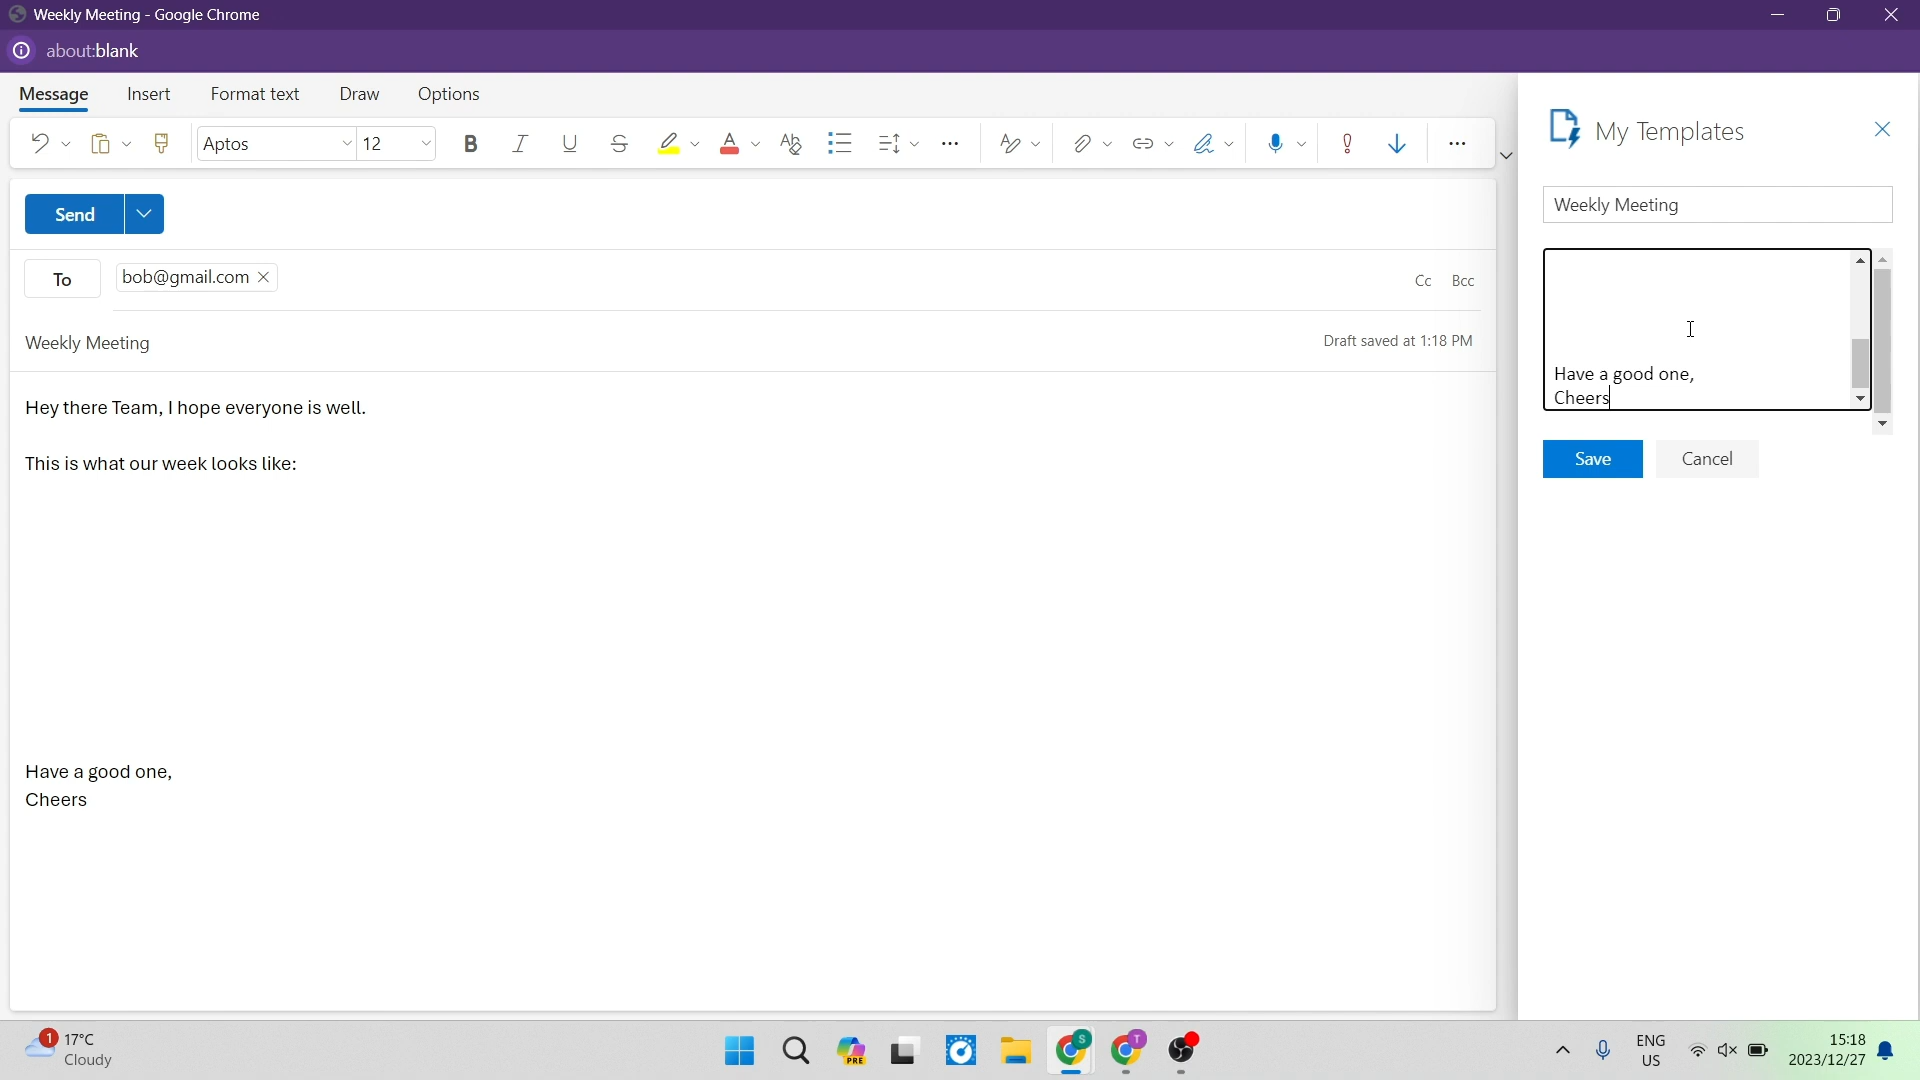 Weekly Meeting - Google Chrome
about:blank
Message Insert Format text Draw Options
Aptos 12
Send
To bob@gmail.com Cc Bcc
Weekly Meeting Draft saved at 1:18 PM
Hey there Team, I hope everyone is well.
This is what our week looks like:
Have a good one,
Cheers
My Templates
Weekly Meeting
Have a good one,
Cheers
Save Cancel
1 17°C
Cloudy
PRE
S
T
ENG
US
15:18
2023/12/27